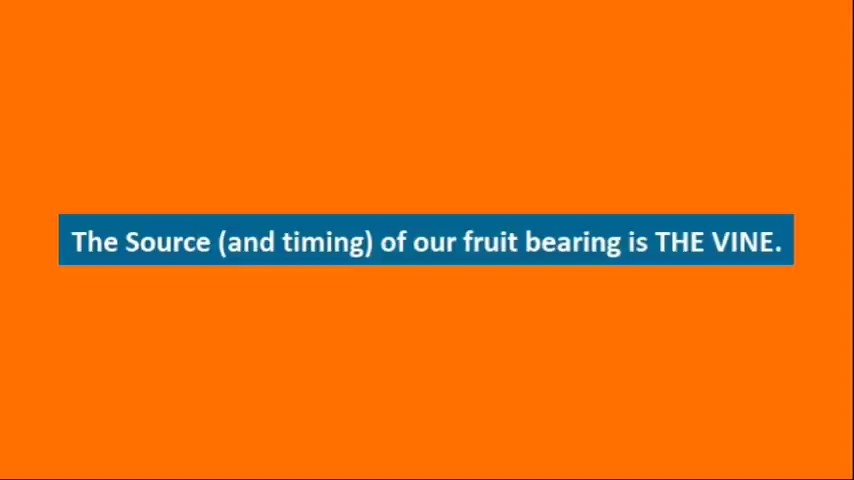 The Source (and timing) of our fruit bearing is THE VINE.